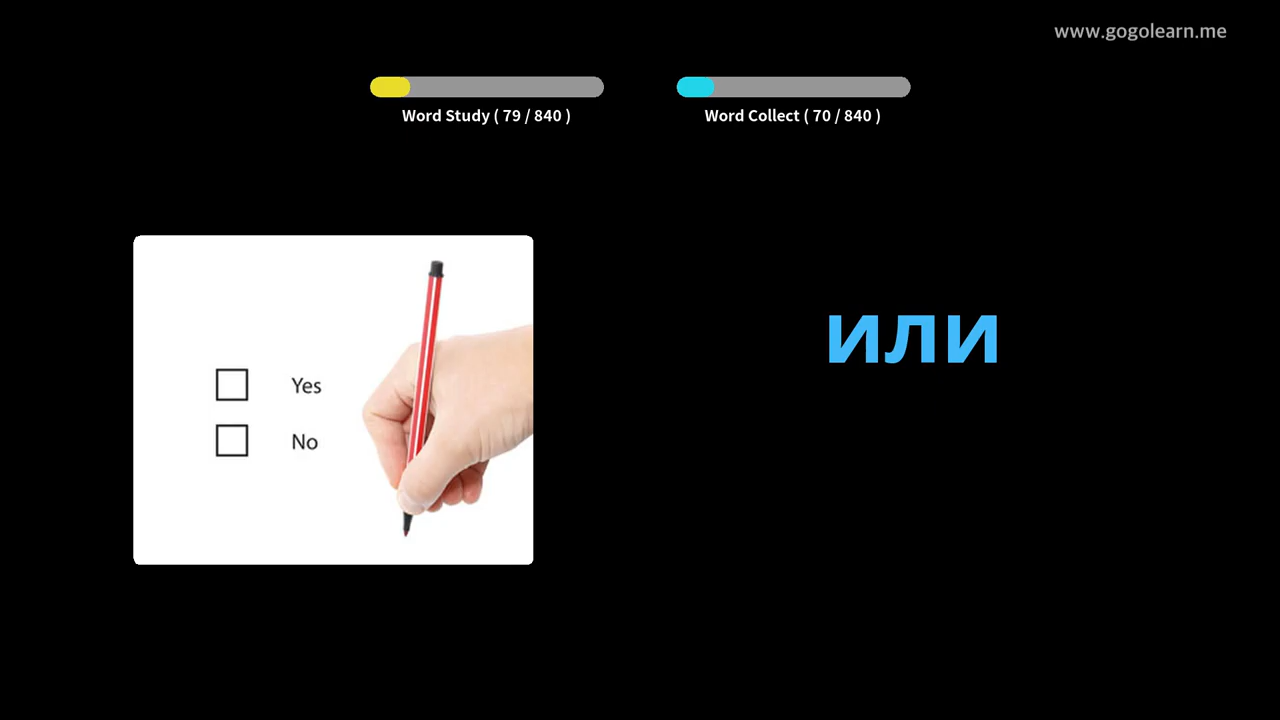 www.gogolearn.me
Word Study ( 79 / 840 )
Word Collect ( 70 / 840 )
Yes
No
или